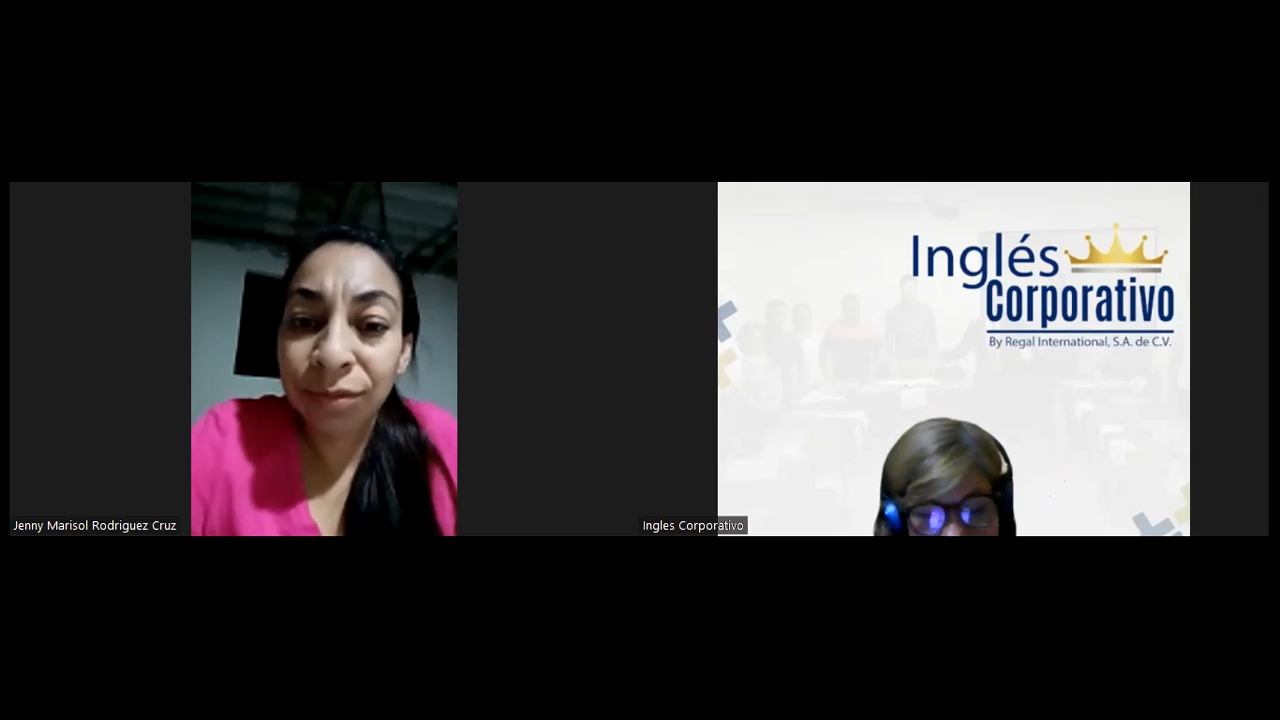 Inglés
Corporativo
By Regal International, S.A. de C.V.
Jenny Marisol Rodriguez Cruz
Ingles Corporativo